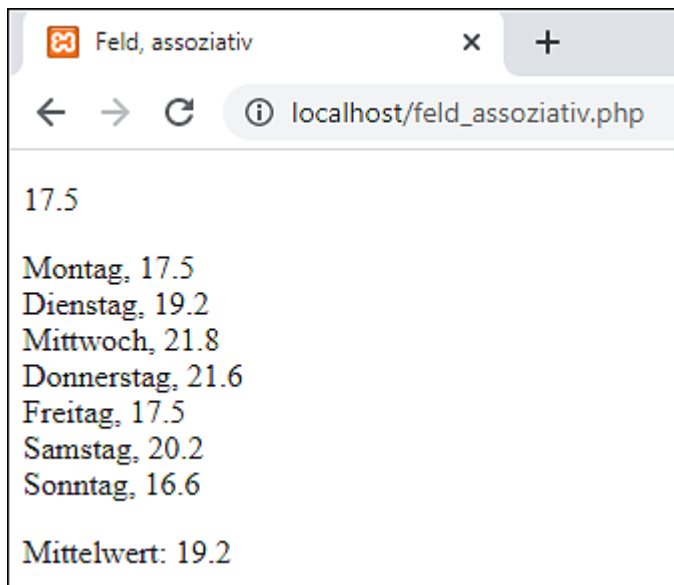 Feld, assoziativ
localhost/feld_assoziativ.php
17.5
Montag, 17.5
Dienstag, 19.2
Mittwoch, 21.8
Donnerstag, 21.6
Freitag, 17.5
Samstag, 20.2
Sonntag, 16.6
Mittelwert: 19.2